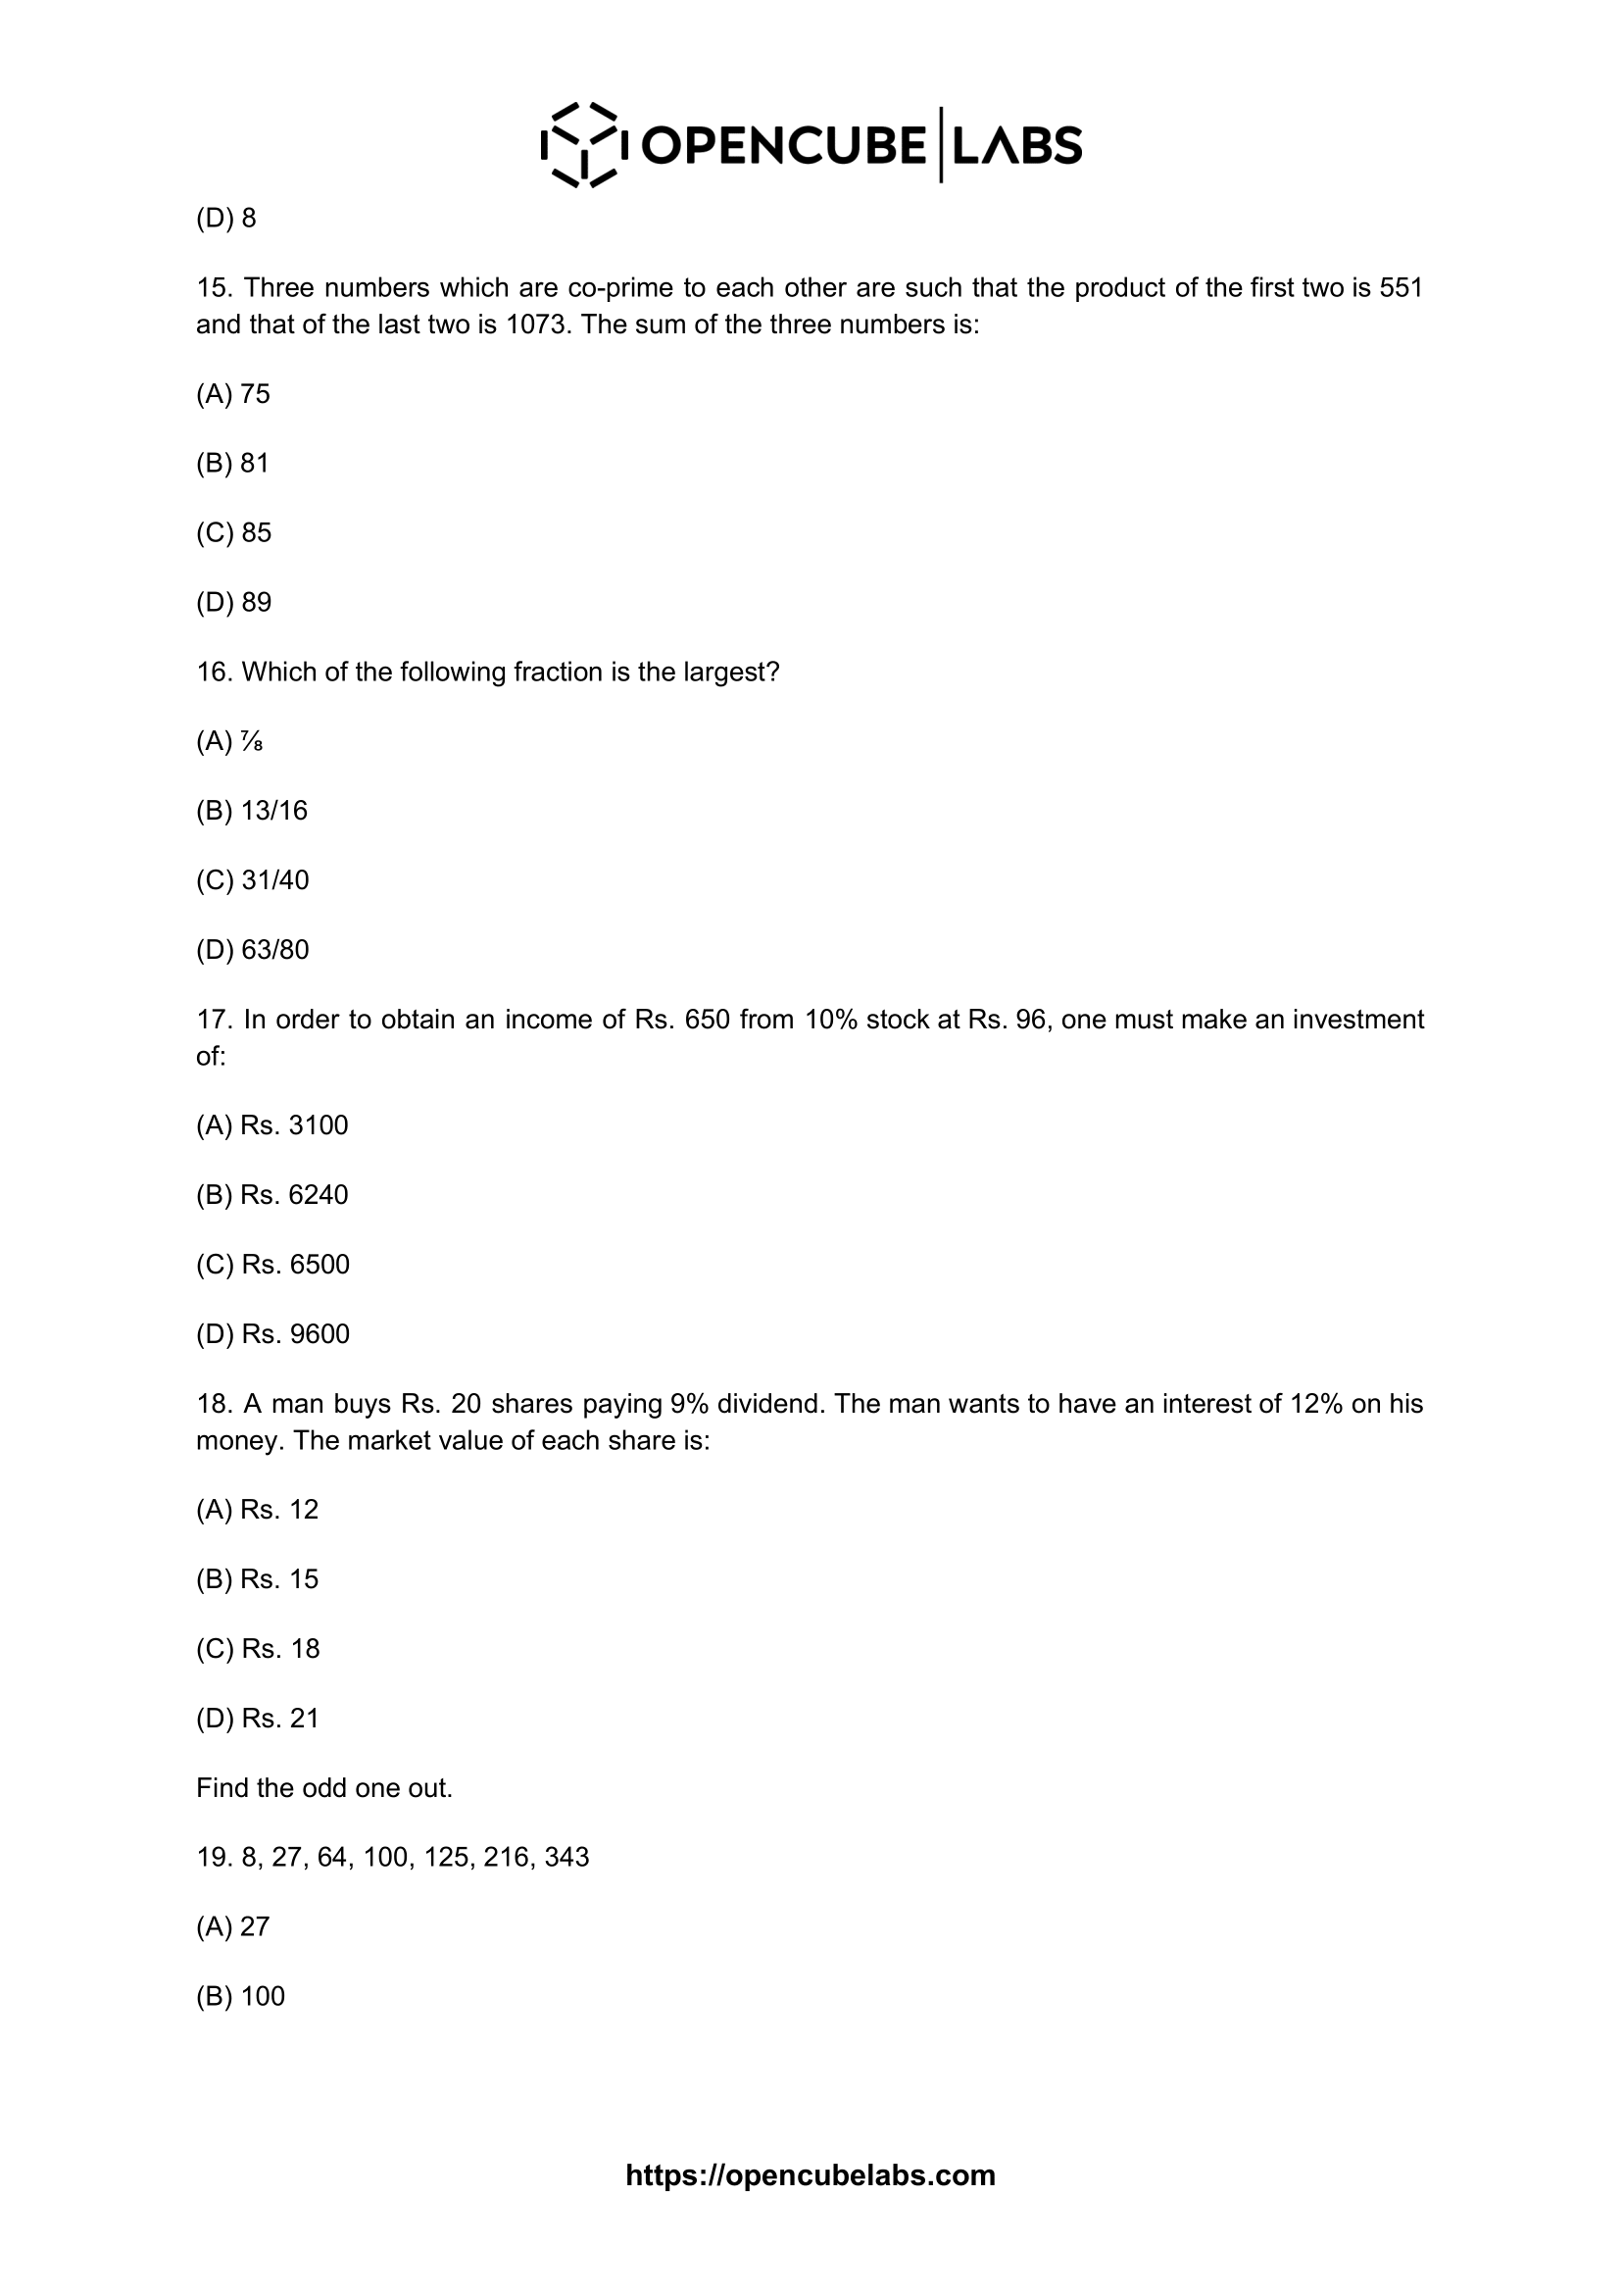 OPENCUBE LABS
(D) 8
15. Three numbers which are co-prime to each other are such that the product of the first two is 551
and that of the last two is 1073. The sum of the three numbers is:
(A) 75
(B) 81
(C) 85
(D) 89
16. Which of the following fraction is the largest?
(A) ⅞
(B) 13/16
(C) 31/40
(D) 63/80
17. In order to obtain an income of Rs. 650 from 10% stock at Rs. 96, one must make an investment
of:
(A) Rs. 3100
(B) Rs. 6240
(C) Rs. 6500
(D) Rs. 9600
18. A man buys Rs. 20 shares paying 9% dividend. The man wants to have an interest of 12% on his
money. The market value of each share is:
(A) Rs. 12
(B) Rs. 15
(C) Rs. 18
(D) Rs. 21
Find the odd one out.
19. 8, 27, 64, 100, 125, 216, 343
(A) 27
(B) 100
https://opencubelabs.com